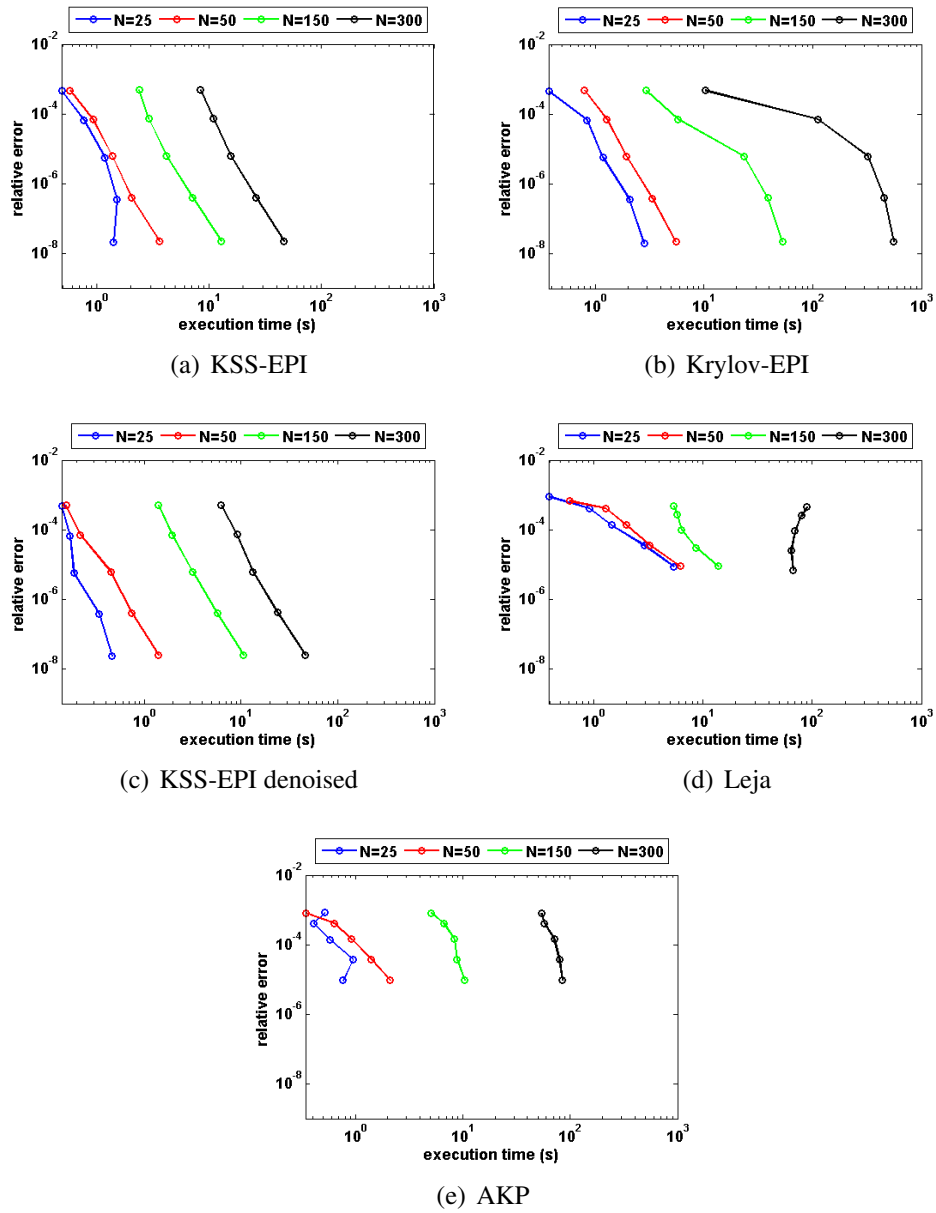 N=25 N=50 N=150 N=300
10^-2
10^-4
10^-6
10^-8
relative error
10^0 10^1 10^2 10^3
execution time (s)
(a) KSS-EPI
N=25 N=50 N=150 N=300
10^-2
10^-4
10^-6
10^-8
relative error
10^0 10^1 10^2 10^3
execution time (s)
(b) Krylov-EPI
N=25 N=50 N=150 N=300
10^-2
10^-4
10^-6
10^-8
relative error
10^0 10^1 10^2 10^3
execution time (s)
(c) KSS-EPI denoised
N=25 N=50 N=150 N=300
10^-2
10^-4
10^-6
10^-8
relative error
10^0 10^1 10^2 10^3
execution time (s)
(d) Leja
N=25 N=50 N=150 N=300
10^-2
10^-4
10^-6
10^-8
relative error
10^0 10^1 10^2 10^3
execution time (s)
(e) AKP